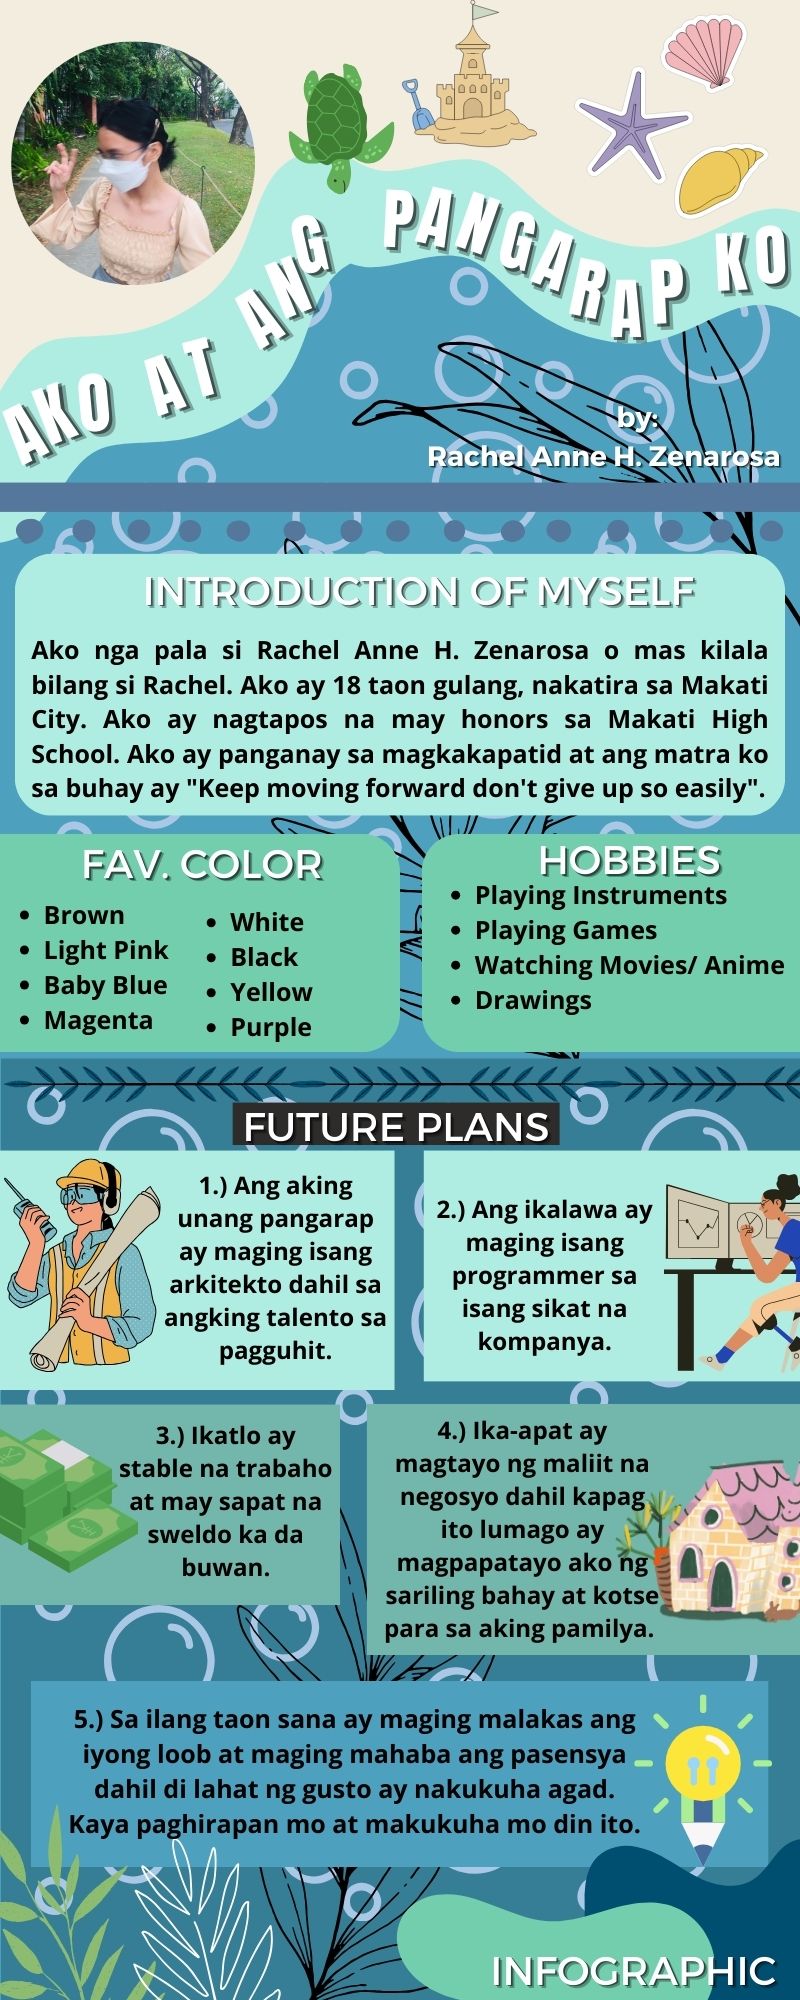 AKO AT ANG PANGARAP KO
by:
Rachel Anne H. Zenarosa
INTRODUCTION OF MYSELF
Ako nga pala si Rachel Anne H. Zenarosa o mas kilala
bilang si Rachel. Ako ay 18 taon gulang, nakatira sa Makati
City. Ako ay nagtapos na may honors sa Makati High
School. Ako ay panganay sa magkakapatid at ang matra ko
sa buhay ay "Keep moving forward don't give up so easily".
FAV. COLOR
• Brown
• Light Pink
• Baby Blue
• Magenta
• White
• Black
• Yellow
• Purple
HOBBIES
• Playing Instruments
• Playing Games
• Watching Movies/ Anime
• Drawings
FUTURE PLANS
1.) Ang aking
unang pangarap
ay maging isang
arkitekto dahil sa
angking talento sa
pagguhit.
2.) Ang ikalawa ay
maging isang
programmer sa
isang sikat na
kompanya.
3.) Ikatlo ay
stable na trabaho
at may sapat na
sweldo ka da
buwan.
4.) Ika-apat ay
magtayo ng maliit na
negosyo dahil kapag
ito lumago ay
magpapatayo ako ng
sariling bahay at kotse
para sa aking pamilya.
5.) Sa ilang taon sana ay maging malakas ang
iyong loob at maging mahaba ang pasensya
dahil di lahat ng gusto ay nakukuha agad.
Kaya paghirapan mo at makukuha mo din ito.
INFOGRAPHIC